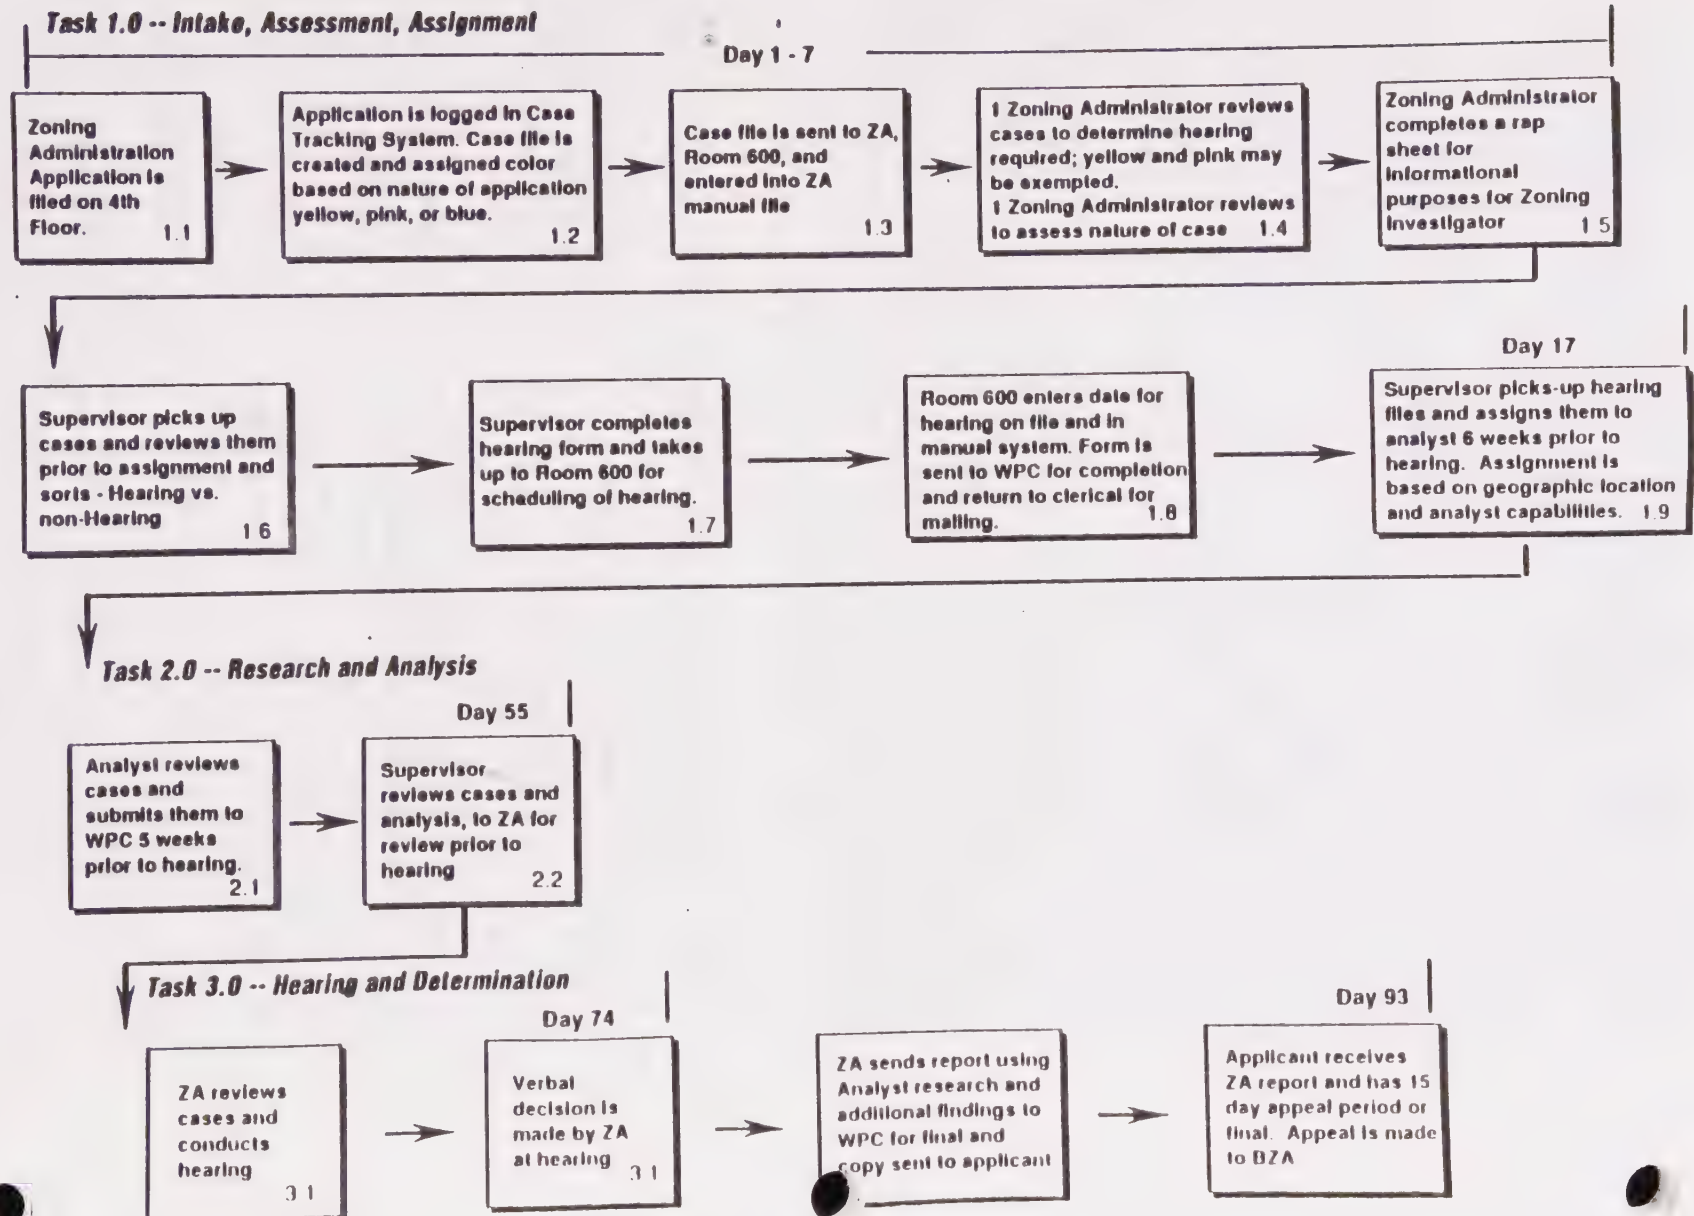 Task 1.0 -- Intake, Assessment, Assignment
Day 1 - 7
Zoning
Administration
Application is
filed on 4th
Floor.
1.1
Application is logged in Case
Tracking System. Case file is
created and assigned color
based on nature of application
yellow, pink, or blue.
1.2
Case file is sent to ZA,
Room 600, and
entered into ZA
manual file
1.3
1 Zoning Administrator reviews
cases to determine hearing
required; yellow and pink may
be exempted.
1 Zoning Administrator reviews
to assess nature of case 1.4
Zoning Administrator
completes a rap
sheet for
informational
purposes for Zoning
Investigator 1 5
Supervisor picks up
cases and reviews them
prior to assignment and
sorts - Hearing vs.
non-Hearing
1 6
Supervisor completes
hearing form and takes
up to Room 600 for
scheduling of hearing.
1.7
Room 600 enters date for
hearing on file and in
manual system. Form is
sent to WPC for completion
and return to clerical for
mailing. 1.8
Day 17
Supervisor picks-up hearing
files and assigns them to
analyst 6 weeks prior to
hearing. Assignment is
based on geographic location
and analyst capabilities. 1.9
Task 2.0 -- Research and Analysis
Analyst reviews
cases and
submits them to
WPC 5 weeks
prior to hearing.
2.1
Day 55
Supervisor
reviews cases and
analysis, to ZA for
review prior to
hearing
2.2
Task 3.0 -- Hearing and Determination
ZA reviews
cases and
conducts
hearing
3 1
Day 74
Verbal
decision is
made by ZA
at hearing
3 1
ZA sends report using
Analyst research and
additional findings to
WPC for final and
copy sent to applicant
Day 93
Applicant receives
ZA report and has 15
day appeal period or
final. Appeal is made
to BZA